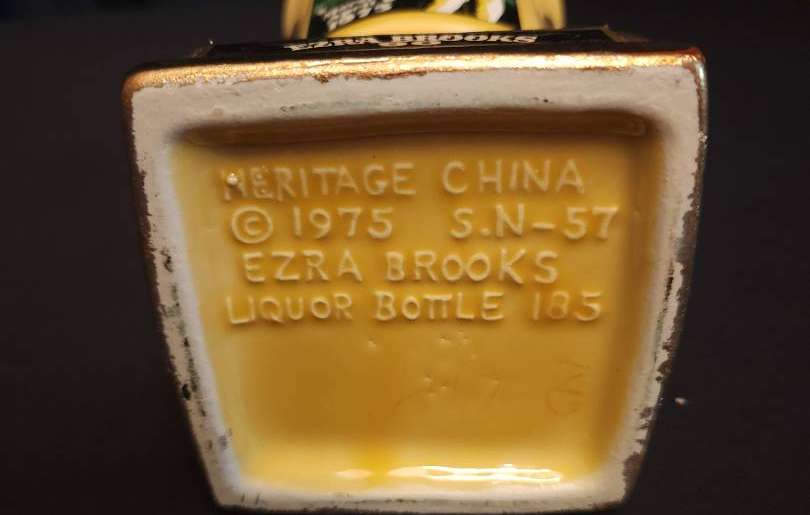 EZRA BROOKS
HERITAGE CHINA
© 1975 S.N-57
EZRA BROOKS
LIQUOR BOTTLE 185